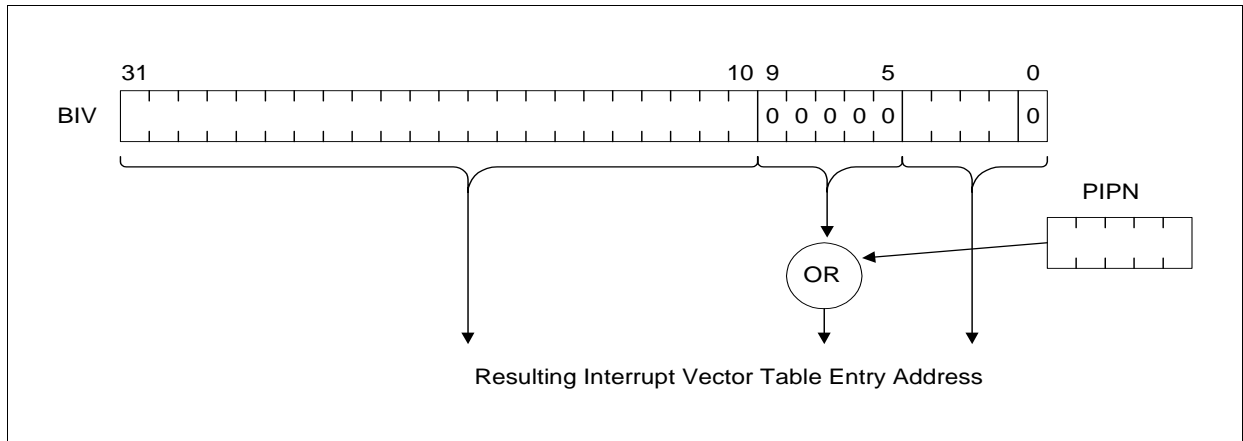 31 10 9 5 0
BIV 0 0 0 0 0 0
PIPN
OR
Resulting Interrupt Vector Table Entry Address